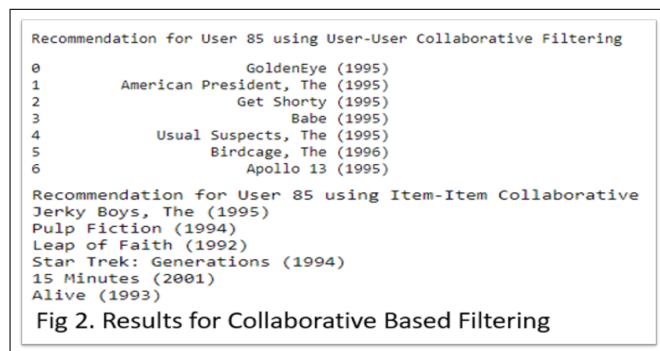 Recommendation for User 85 using User-User Collaborative Filtering
0 GoldenEye (1995)
1 American President, The (1995)
2 Get Shorty (1995)
3 Babe (1995)
4 Usual Suspects, The (1995)
5 Birdcage, The (1996)
6 Apollo 13 (1995)
Recommendation for User 85 using Item-Item Collaborative
Jerky Boys, The (1995)
Pulp Fiction (1994)
Leap of Faith (1992)
Star Trek: Generations (1994)
15 Minutes (2001)
Alive (1993)
Fig 2. Results for Collaborative Based Filtering